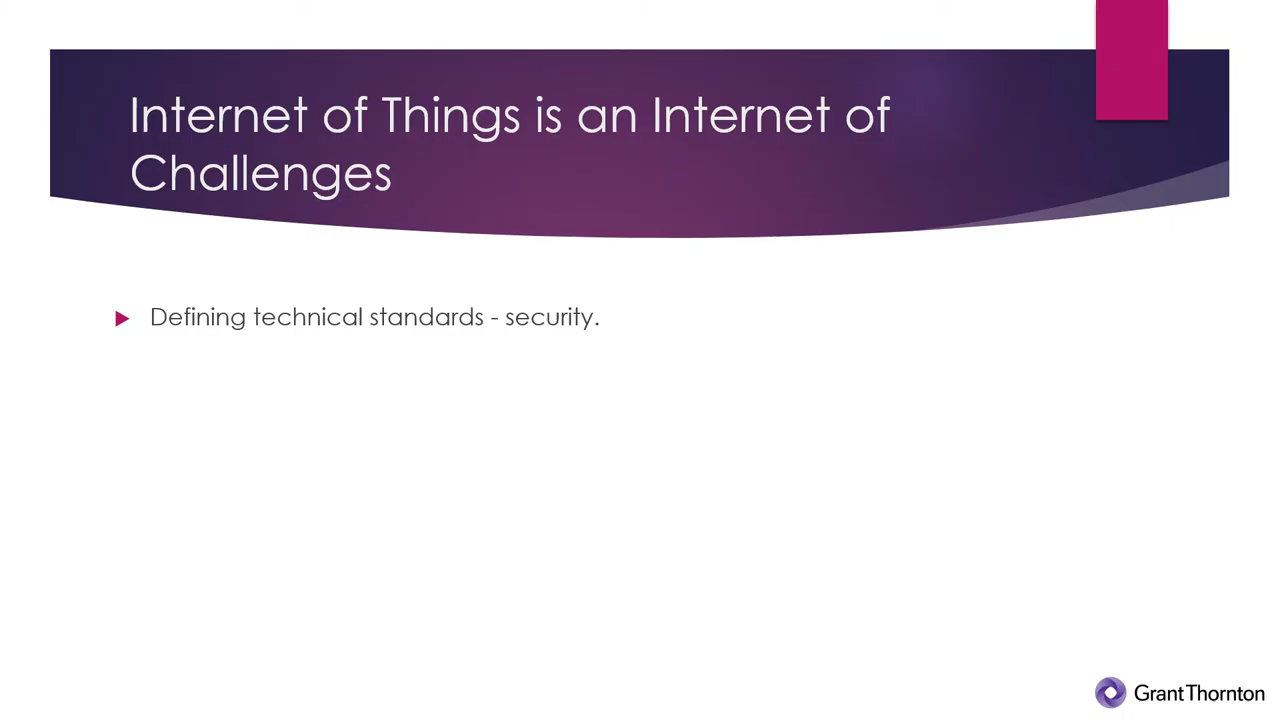 Internet of Things is an Internet of
Challenges
Defining technical standards - security.
GrantThornton